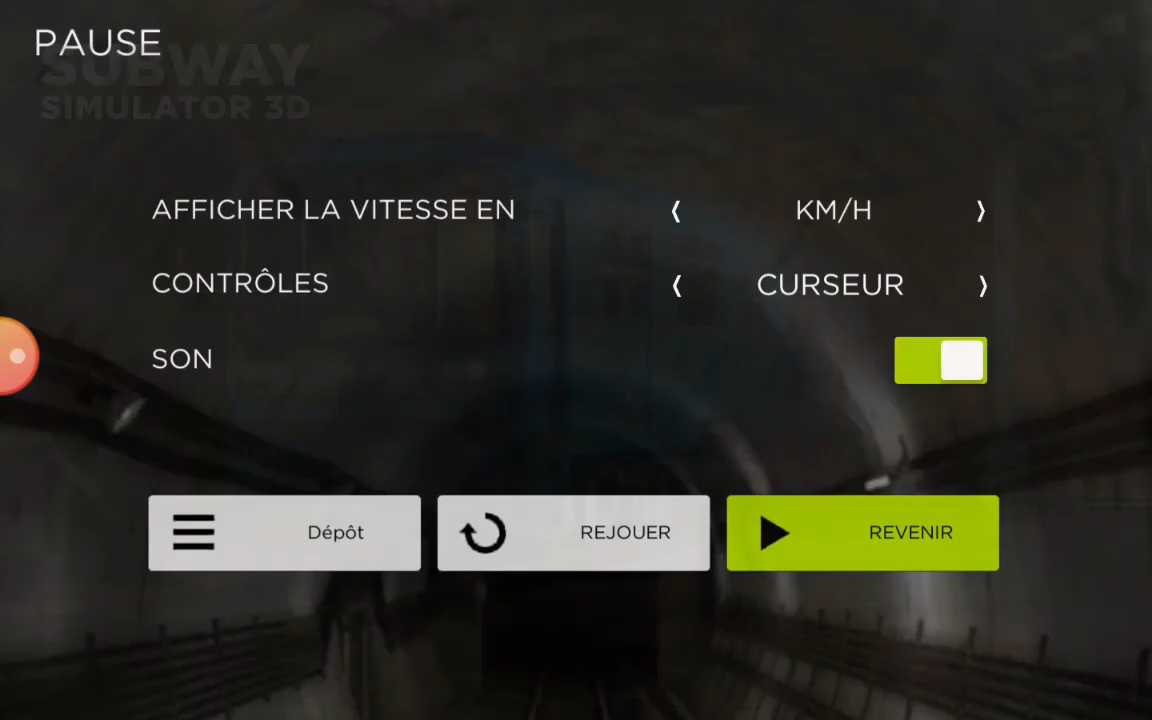 PAUSE
SUBWAY
SIMULATOR 3D
AFFICHER LA VITESSE EN KM/H
CONTRÔLES CURSEUR
SON
Dépôt REJOUER REVENIR